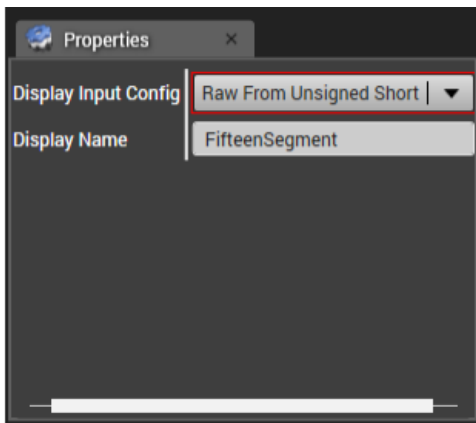 Properties ×
Display Input Config Raw From Unsigned Short
Display Name FifteenSegment